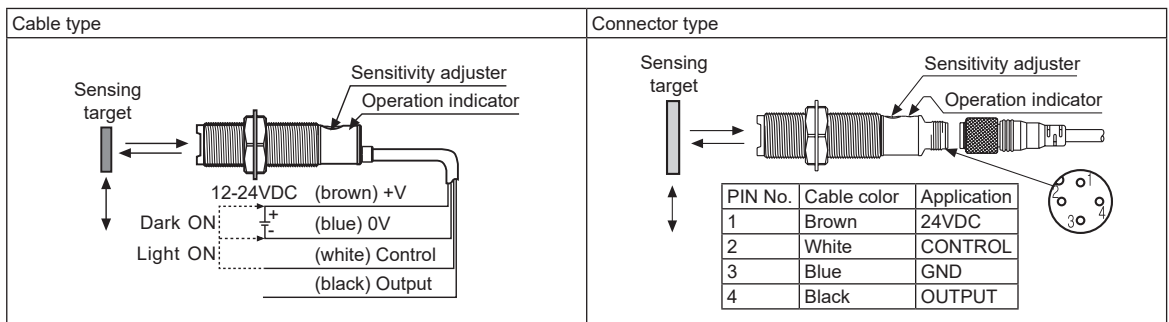 Cable type
Sensing
target
Sensitivity adjuster
Operation indicator
12-24VDC (brown) +V
+
Dark ON
-
(blue) 0V
Light ON
(white) Control
(black) Output
Connector type
Sensing
target
Sensitivity adjuster
Operation indicator
PIN No. Cable color Application
1 Brown 24VDC
2 White CONTROL
3 Blue GND
4 Black OUTPUT
1
2
4
3